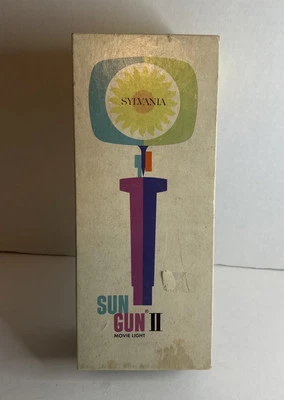 SYLVANIA
SUN
GUN® II
MOVIE LIGHT